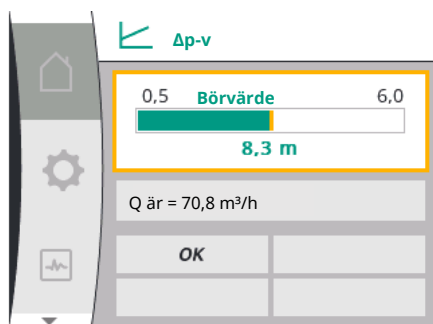 Δp-v
0,5 Börvärde 6,0
8,3 m
Q är = 70,8 m³/h
OK